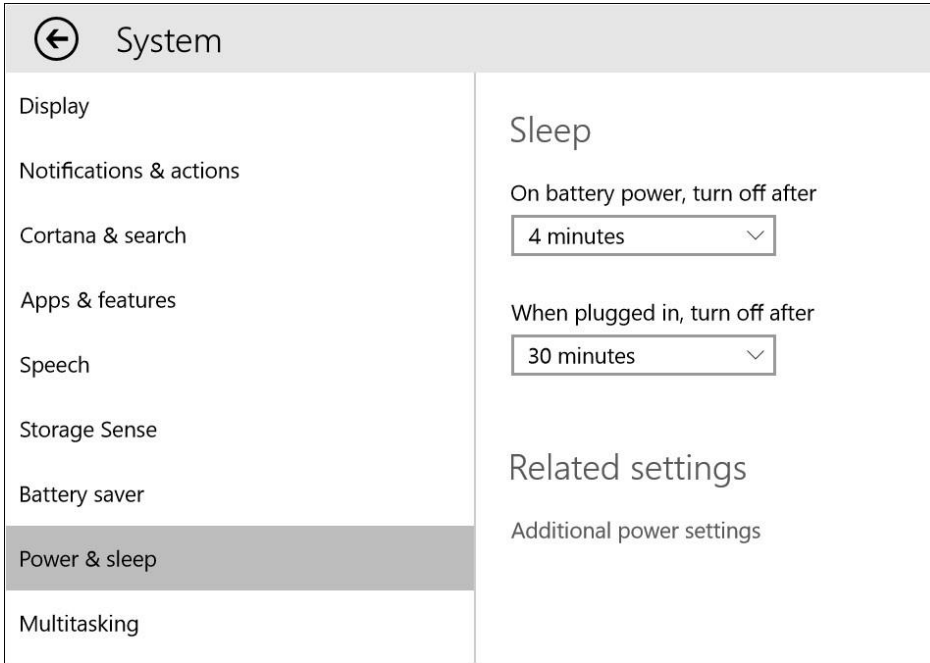 System
Display
Notifications & actions
Cortana & search
Apps & features
Speech
Storage Sense
Battery saver
Power & sleep
Multitasking
Sleep
On battery power, turn off after
4 minutes
When plugged in, turn off after
30 minutes
Related settings
Additional power settings